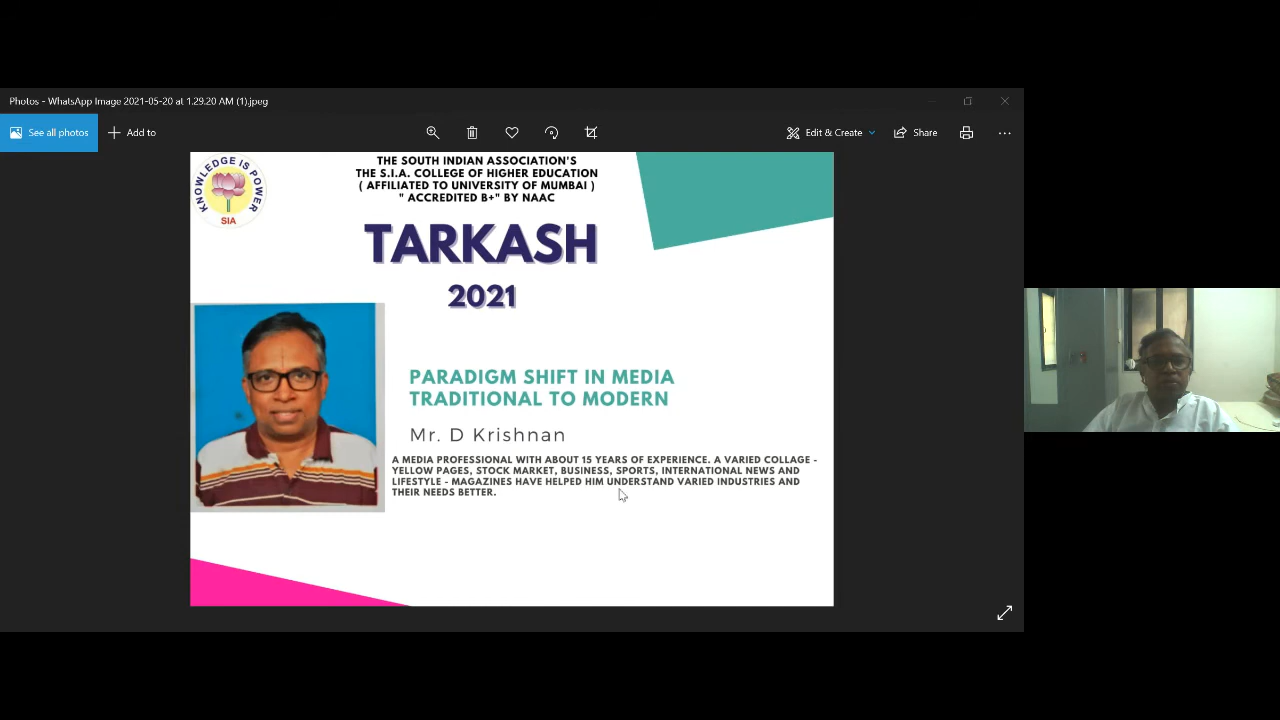 Photos - WhatsApp Image 2021-05-20 at 1.29.20 AM (1).jpeg
See all photos
Add to
Edit & Create
Share
KNOWLEDGE IS POWER
SIA
THE SOUTH INDIAN ASSOCIATION'S
THE S.I.A. COLLEGE OF HIGHER EDUCATION
( AFFILIATED TO UNIVERSITY OF MUMBAI )
" ACCREDITED B+" BY NAAC
TARKASH
2021
PARADIGM SHIFT IN MEDIA
TRADITIONAL TO MODERN
Mr. D Krishnan
A MEDIA PROFESSIONAL WITH ABOUT 15 YEARS OF EXPERIENCE. A VARIED COLLAGE -
YELLOW PAGES, STOCK MARKET, BUSINESS, SPORTS, INTERNATIONAL NEWS AND
LIFESTYLE - MAGAZINES HAVE HELPED HIM UNDERSTAND VARIED INDUSTRIES AND
THEIR NEEDS BETTER.